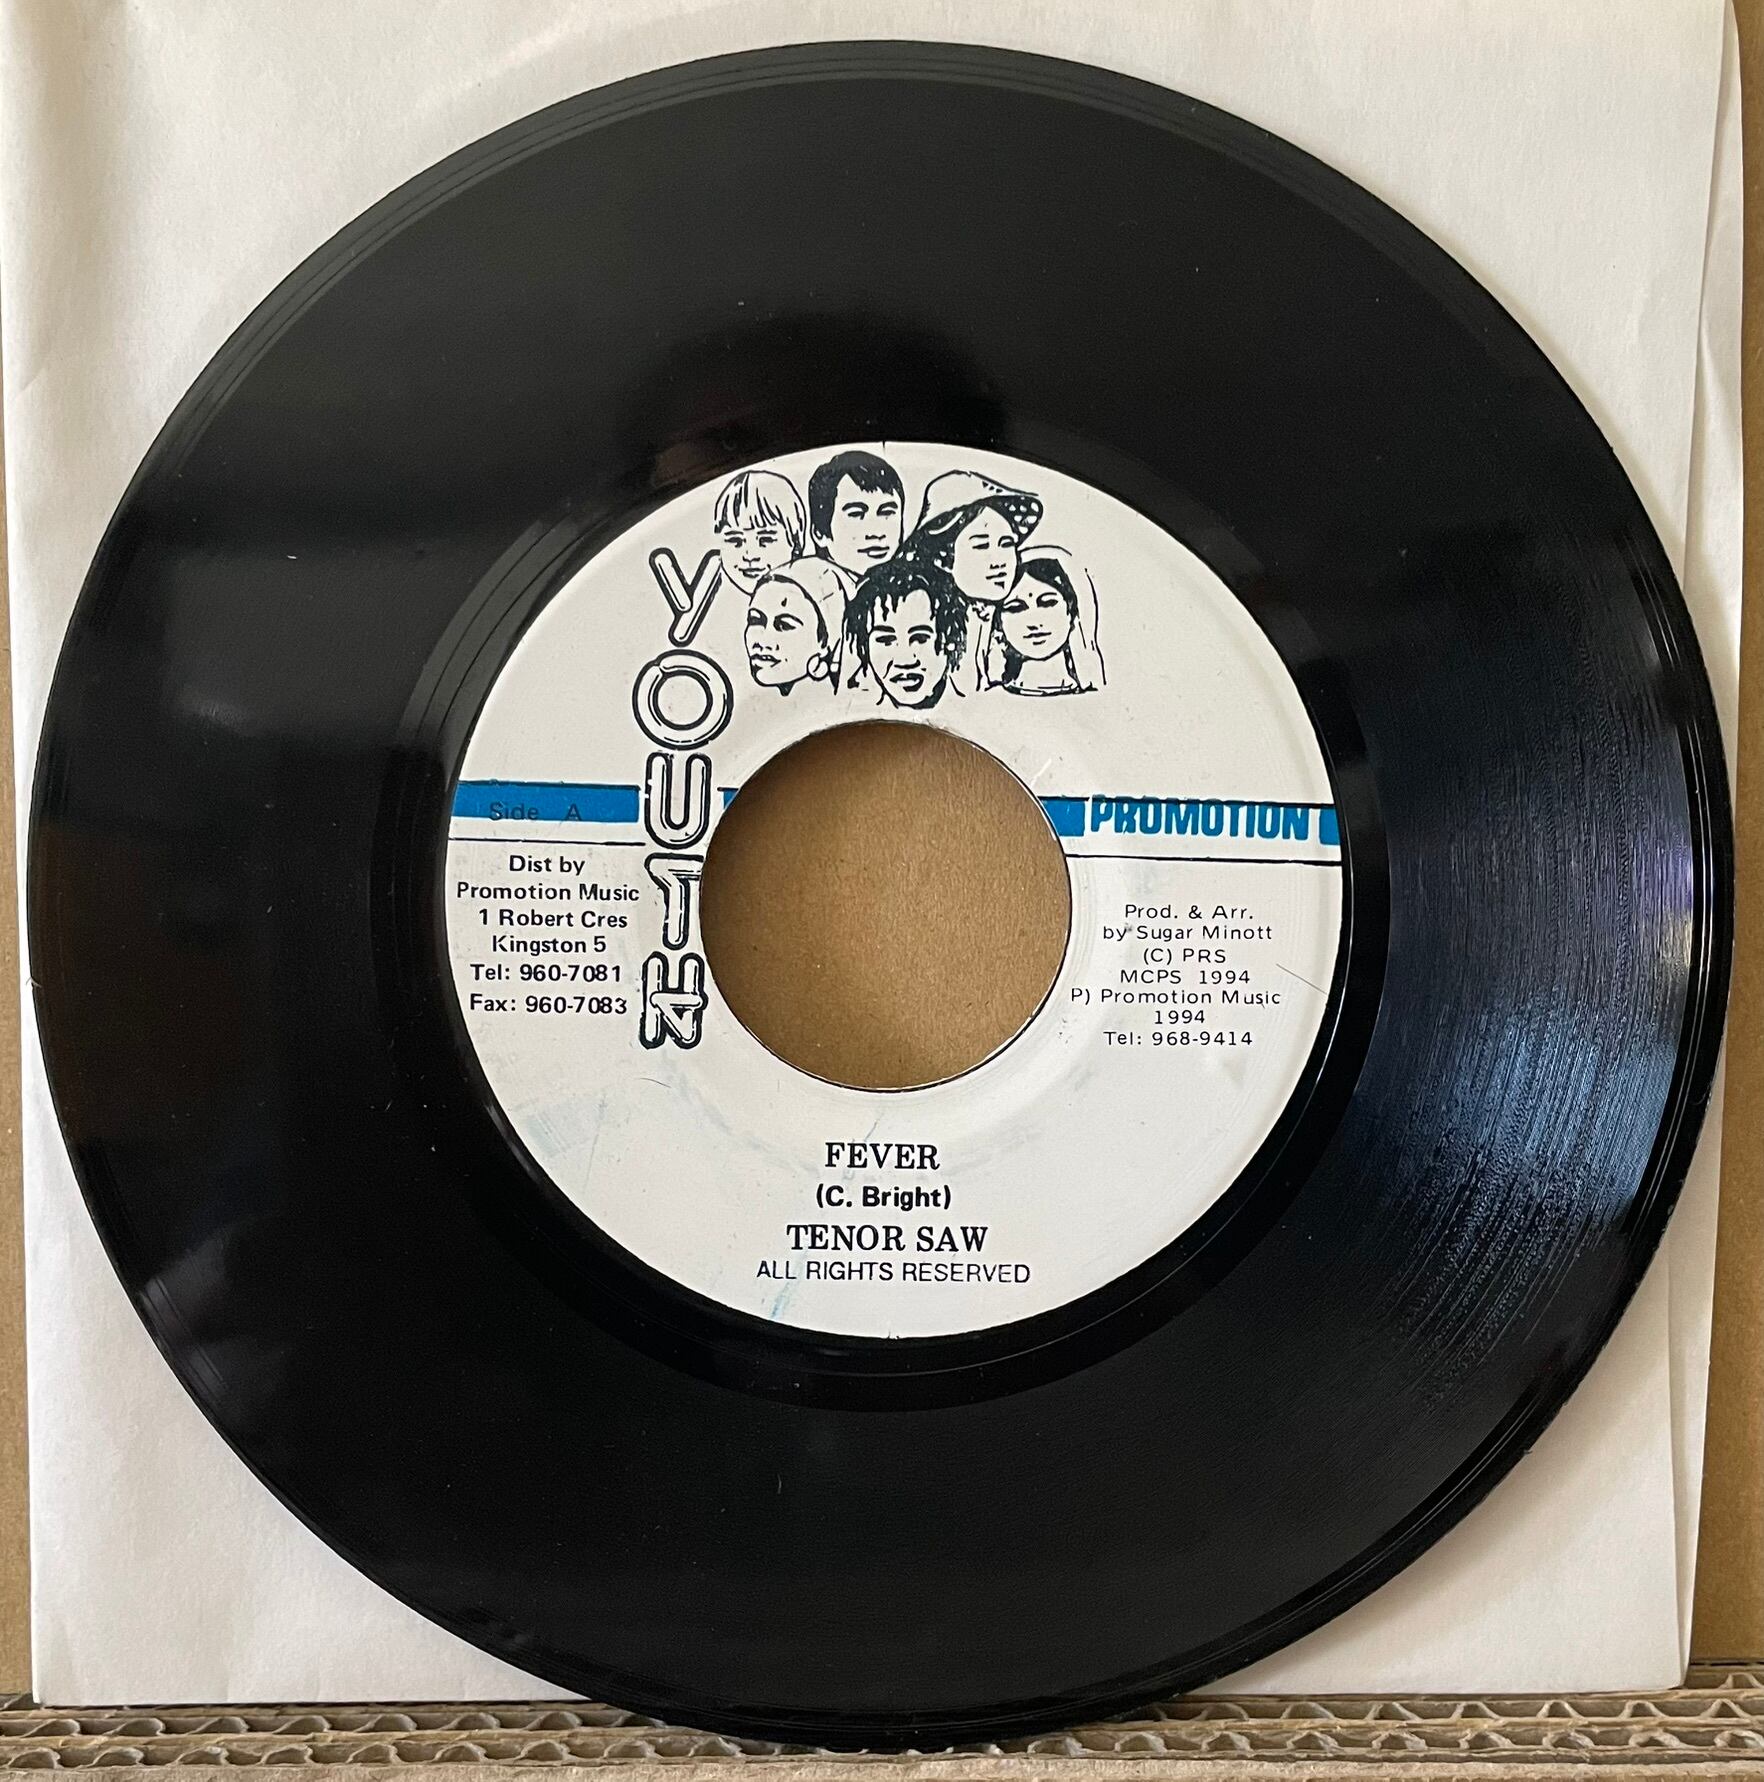 YOUTH
PROMOTION
Side A
Dist by
Promotion Music
1 Robert Cres
Kingston 5
Tel: 960-7081
Fax: 960-7083
Prod. & Arr.
by Sugar Minott
(C) PRS
MCPS 1994
P) Promotion Music
1994
Tel: 968-9414
FEVER
(C. Bright)
TENOR SAW
ALL RIGHTS RESERVED